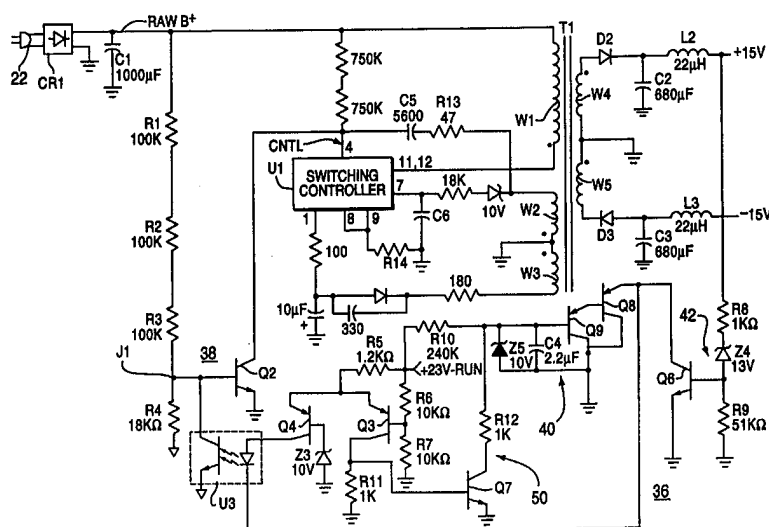 RAW B+
T1
22
CR1
C1
1000µF
750K
750K
C5
5600
R13
47
W1
D2
L2
22µH
+15V
C2
680µF
W4
R1
100K
CNTL
4
U1
SWITCHING
CONTROLLER
11,12
7
18K
10V
C6
W2
W5
D3
L3
22µH
-15V
C3
680µF
1
8
9
R14
R2
100K
100
W3
10µF
+
330
180
R3
100K
Q8
Q9
R8
1KΩ
42
Z4
13V
J1
38
Q2
R5
1.2KΩ
R10
240K
+23V-RUN
Z5
10V
C4
2.2µF
40
Q6
R9
51KΩ
R4
18KΩ
Q4
Z3
10V
Q3
R6
10KΩ
R7
10KΩ
R12
1K
50
36
U3
R11
1K
Q7